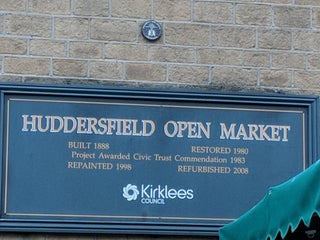 HUDDERSFIELD OPEN MARKET
BUILT 1888 RESTORED 1980
Project Awarded Civic Trust Commendation 1983
REPAINTED 1998 REFURBISHED 2008
Kirklees
COUNCIL